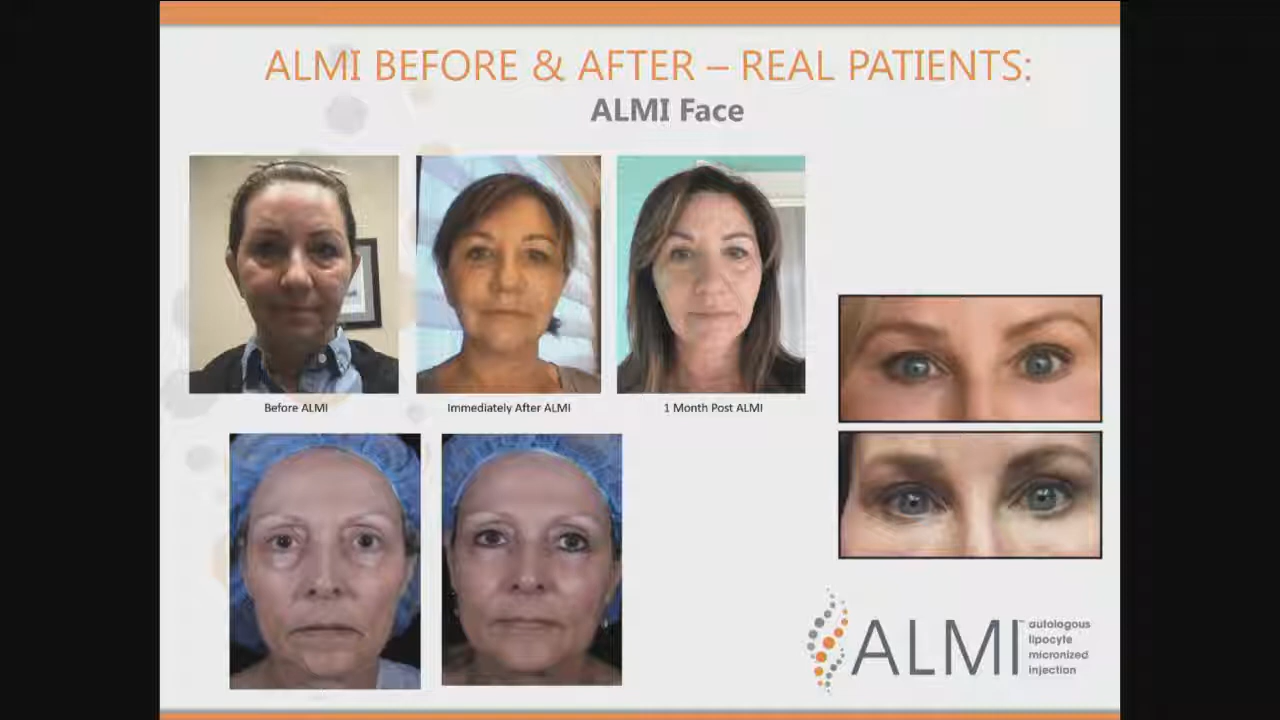 ALMI BEFORE & AFTER – REAL PATIENTS:
ALMI Face
Before ALMI
Immediately After ALMI
1 Month Post ALMI
ALMI™
autologous
lipocyte
micronized
injection